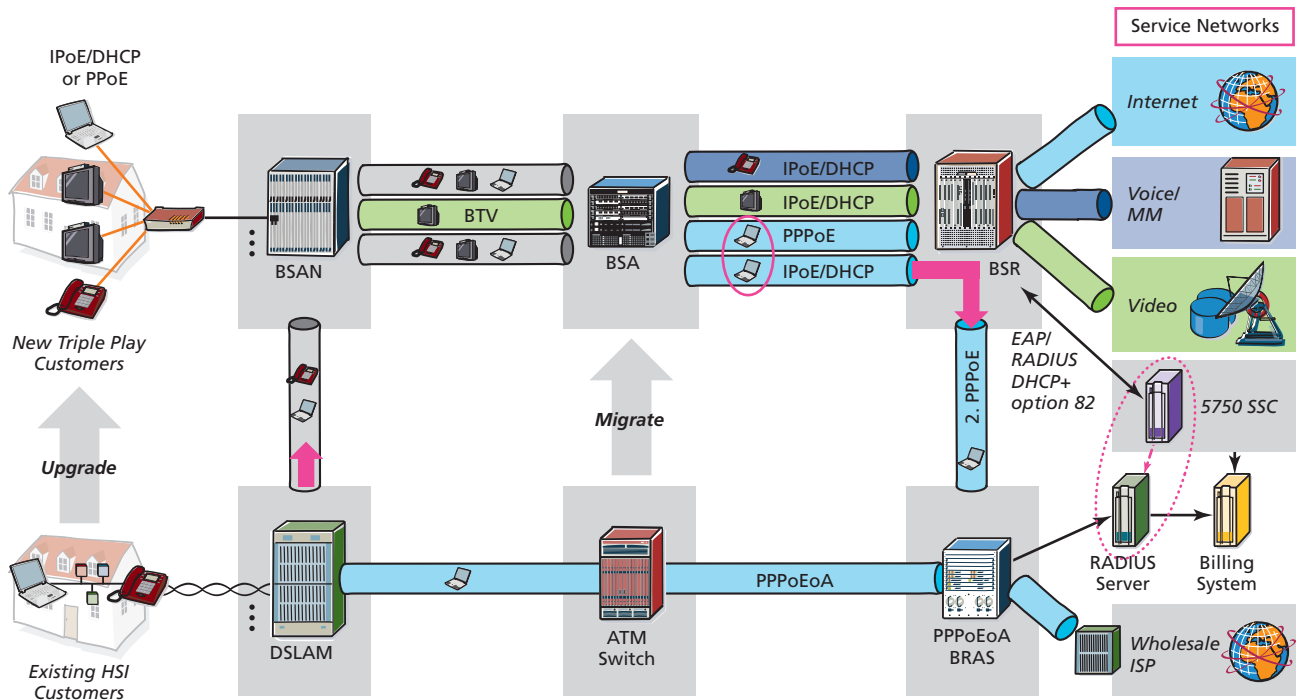 Service Networks
IPoE/DHCP
or PPoE
Internet
Voice/
MM
Video
IPoE/DHCP
BTV
IPoE/DHCP
PPPoE
IPoE/DHCP
BSAN
BSA
BSR
New Triple Play
Customers
EAP/
RADIUS
DHCP+
option 82
2. PPPoE
5750 SSC
Upgrade
Migrate
PPPoEoA
RADIUS
Server
Billing
System
DSLAM
ATM
Switch
PPPoEoA
BRAS
Wholesale
ISP
Existing HSI
Customers